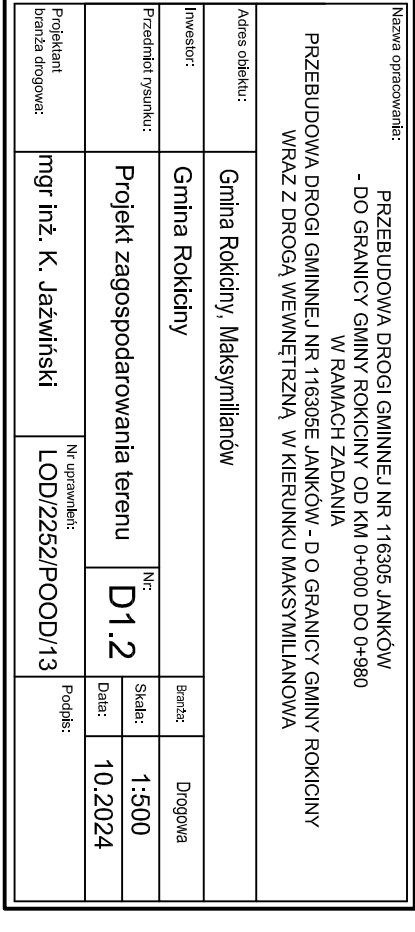 Nazwa opracowania:
PRZEBUDOWA DROGI GMINNEJ NR 116305 JANKÓW
- DO GRANICY GMINY ROKICINY OD KM 0+000 DO 0+980
W RAMACH ZADANIA
PRZEBUDOWA DROGI GMINNEJ NR 116305E JANKÓW - D O GRANICY GMINY ROKICINY
WRAZ Z DROGĄ WEWNĘTRZNĄ W KIERUNKU MAKSYMILIANOWA
Adres obiektu:
Gmina Rokiciny, Maksymilianów
Inwestor:
Gmina Rokiciny
Branża:
Drogowa
Przedmiot rysunku:
Projekt zagospodarowania terenu
Nr:
D1.2
Skala:
1:500
Data:
10.2024
Projektant
branża drogowa:
mgr inż. K. Jaźwiński
Nr uprawnień:
LOD/2252/POOD/13
Podpis: